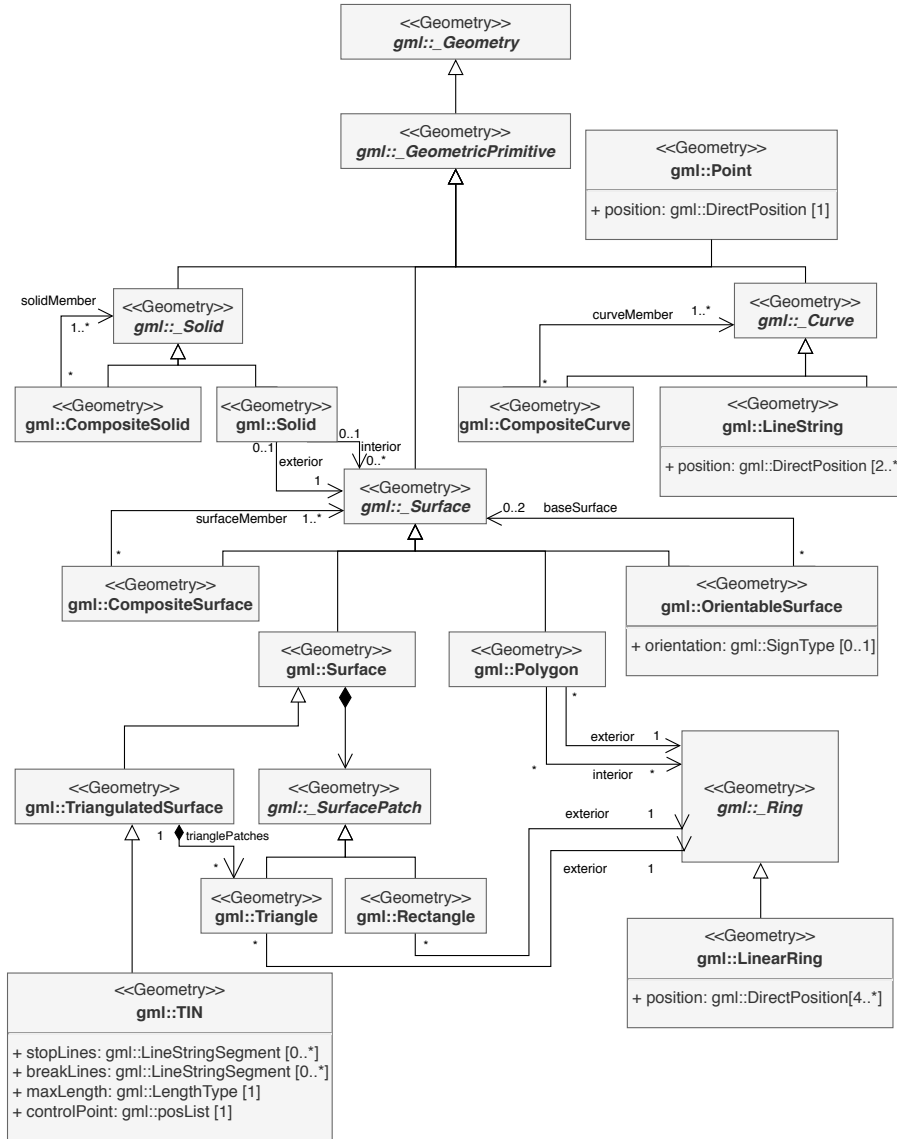 <<Geometry>>
gml::_Geometry
<<Geometry>>
gml::_GeometricPrimitive
<<Geometry>>
gml::Point
+ position: gml::DirectPosition [1]
solidMember
1..*
*
<<Geometry>>
gml::_Solid
curveMember
1..*
*
<<Geometry>>
gml::_Curve
<<Geometry>>
gml::CompositeSolid
<<Geometry>>
gml::Solid
<<Geometry>>
gml::CompositeCurve
<<Geometry>>
gml::LineString
+ position: gml::DirectPosition [2..*
0..1
exterior
1
0..1
interior
0..*
<<Geometry>>
gml::_Surface
surfaceMember
1..*
*
0..2
baseSurface
*
<<Geometry>>
gml::CompositeSurface
<<Geometry>>
gml::OrientableSurface
+ orientation: gml::SignType [0..1]
<<Geometry>>
gml::Surface
<<Geometry>>
gml::Polygon
*
exterior
1
*
interior
*
<<Geometry>>
gml::TriangulatedSurface
<<Geometry>>
gml::_SurfacePatch
<<Geometry>>
gml::_Ring
1
trianglePatches
*
exterior
1
exterior
1
<<Geometry>>
gml::Triangle
*
<<Geometry>>
gml::Rectangle
*
<<Geometry>>
gml::LinearRing
+ position: gml::DirectPosition[4..*]
<<Geometry>>
gml::TIN
+ stopLines: gml::LineStringSegment [0..*]
+ breakLines: gml::LineStringSegment [0..*]
+ maxLength: gml::LengthType [1]
+ controlPoint: gml::posList [1]